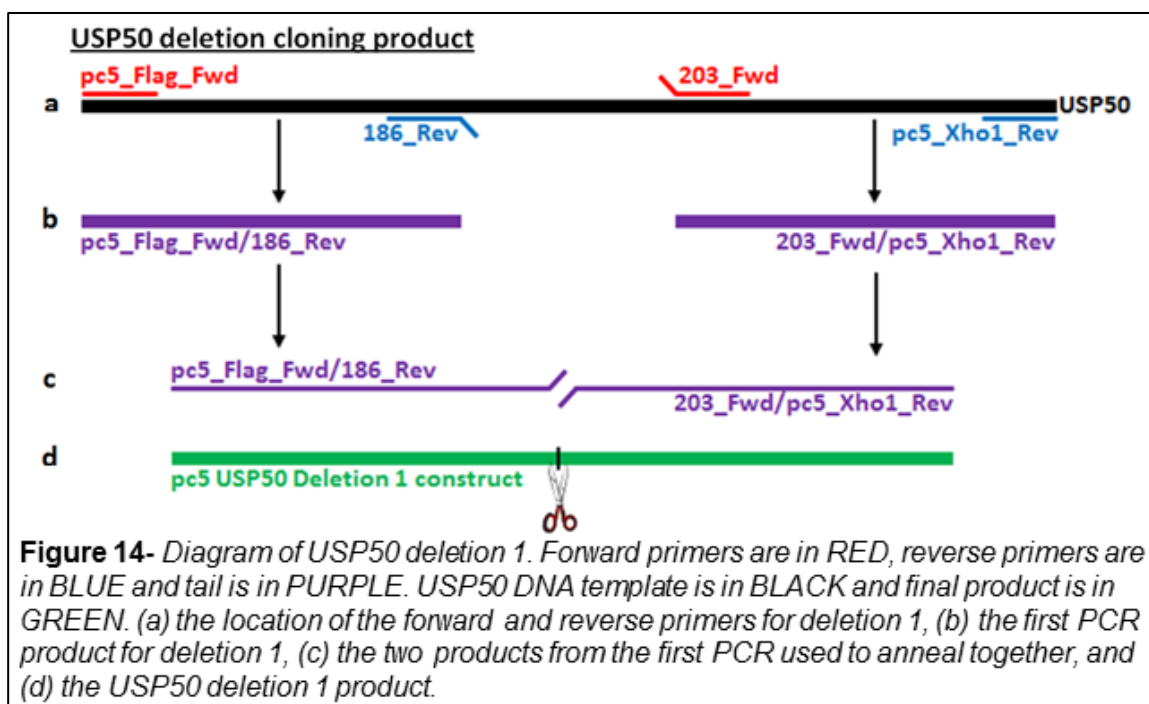 USP50 deletion cloning product
pc5_Flag_Fwd
203_Fwd
a
USP50
186_Rev
pc5_Xho1_Rev
b
pc5_Flag_Fwd/186_Rev
203_Fwd/pc5_Xho1_Rev
c
pc5_Flag_Fwd/186_Rev
203_Fwd/pc5_Xho1_Rev
d
pc5 USP50 Deletion 1 construct
Figure 14- Diagram of USP50 deletion 1. Forward primers are in RED, reverse primers are
in BLUE and tail is in PURPLE. USP50 DNA template is in BLACK and final product is in
GREEN. (a) the location of the forward and reverse primers for deletion 1, (b) the first PCR
product for deletion 1, (c) the two products from the first PCR used to anneal together, and
(d) the USP50 deletion 1 product.